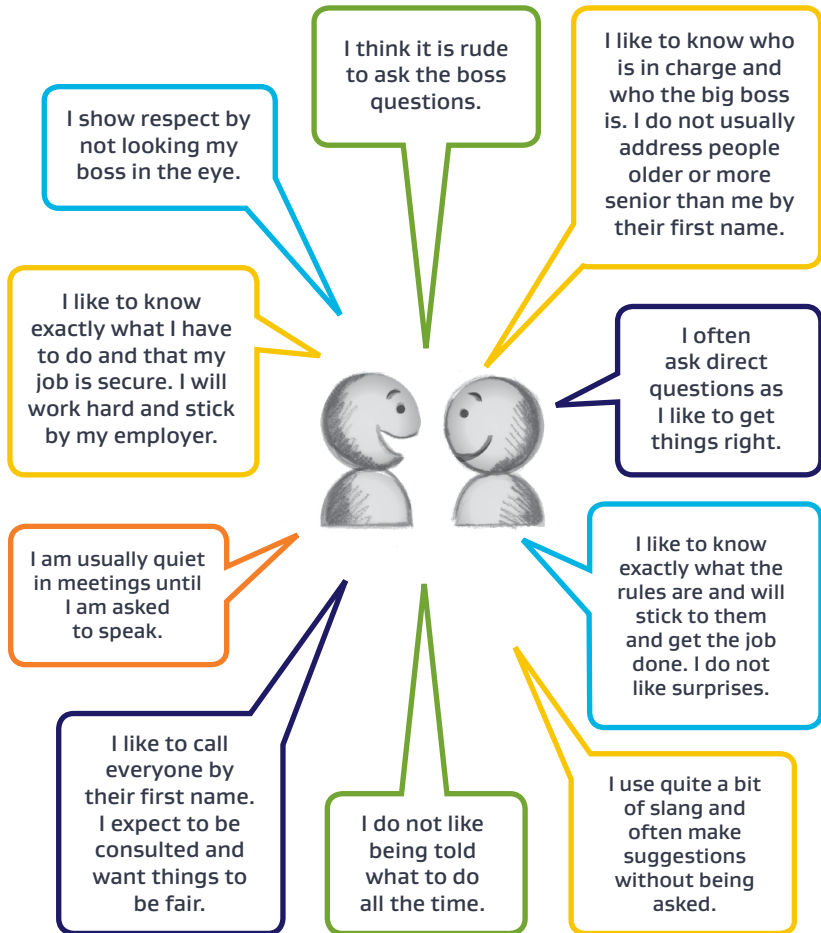 I think it is rude
to ask the boss
questions.
I like to know who
is in charge and
who the big boss
is. I do not usually
address people
older or more
senior than me by
their first name.
I show respect by
not looking my
boss in the eye.
I like to know
exactly what I have
to do and that my
job is secure. I will
work hard and stick
by my employer.
I often
ask direct
questions as
I like to get
things right.
I am usually quiet
in meetings until
I am asked
to speak.
I like to know
exactly what the
rules are and will
stick to them
and get the job
done. I do not
like surprises.
I like to call
everyone by
their first name.
I expect to be
consulted and
want things to
be fair.
I do not like
being told
what to do
all the time.
I use quite a bit
of slang and
often make
suggestions
without being
asked.